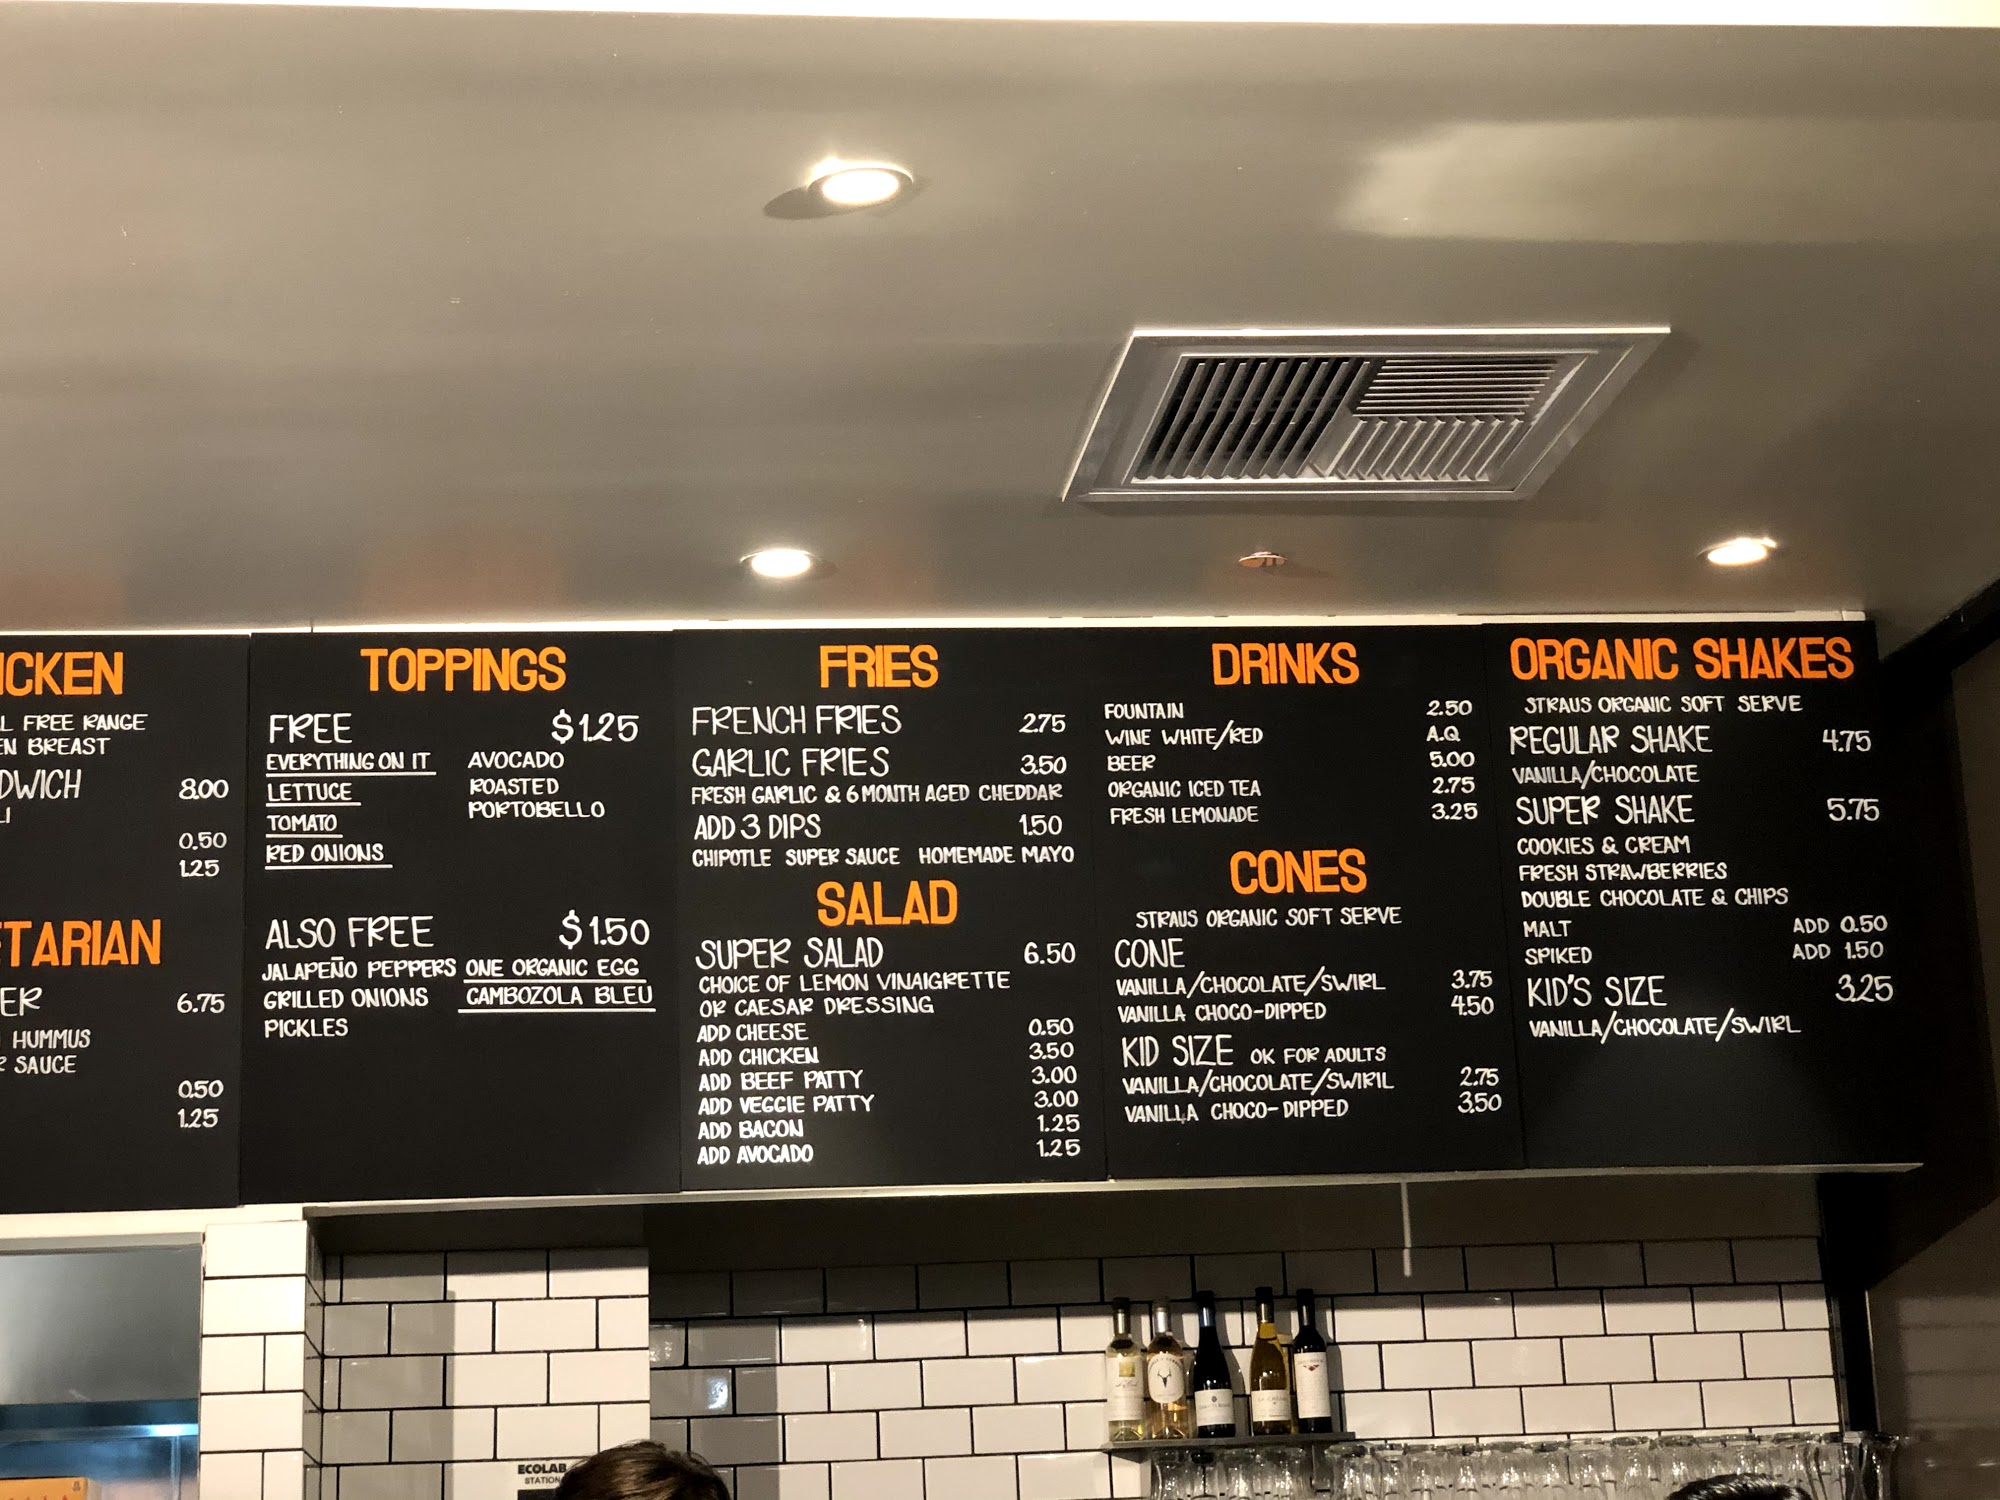 ICKEN
L FREE RANGE
EN BREAST
DWICH 8.00
LI
0.50
1.25
ETARIAN
ER 6.75
HUMMUS
R SAUCE
0.50
1.25
TOPPINGS
FREE $1.25
EVERYTHING ON IT AVOCADO
LETTUCE ROASTED
TOMATO PORTOBELLO
RED ONIONS
ALSO FREE $1.50
JALAPEÑO PEPPERS ONE ORGANIC EGG
GRILLED ONIONS CAMBOZOLA BLEU
PICKLES
FRIES
FRENCH FRIES 2.75
GARLIC FRIES 3.50
FRESH GARLIC & 6 MONTH AGED CHEDDAR
ADD 3 DIPS 1.50
CHIPOTLE SUPER SAUCE HOMEMADE MAYO
SALAD
SUPER SALAD 6.50
CHOICE OF LEMON VINAIGRETTE
OR CAESAR DRESSING
ADD CHEESE 0.50
ADD CHICKEN 3.50
ADD BEEF PATTY 3.00
ADD VEGGIE PATTY 3.00
ADD BACON 1.25
ADD AVOCADO 1.25
DRINKS
FOUNTAIN 2.50
WINE WHITE/RED A.Q
BEER 5.00
ORGANIC ICED TEA 2.75
FRESH LEMONADE 3.25
CONES
STRAUS ORGANIC SOFT SERVE
CONE
VANILLA/CHOCOLATE/SWIRL 3.75
VANILLA CHOCO-DIPPED 4.50
KID SIZE OK FOR ADULTS
VANILLA/CHOCOLATE/SWIRIL 2.75
VANILLA CHOCO-DIPPED 3.50
ORGANIC SHAKES
STRAUS ORGANIC SOFT SERVE
REGULAR SHAKE 4.75
VANILLA/CHOCOLATE
SUPER SHAKE 5.75
COOKIES & CREAM
FRESH STRAWBERRIES
DOUBLE CHOCOLATE & CHIPS
MALT ADD 0.50
SPIKED ADD 1.50
KID'S SIZE 3.25
VANILLA/CHOCOLATE/SWIRL
ECOLAB
STATION